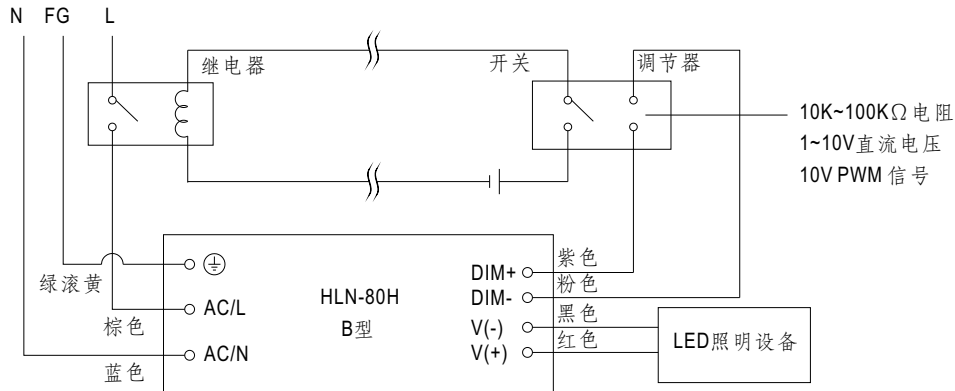 N FG L
继电器
开关
调节器
10K~100KΩ电阻
1~10V直流电压
10V PWM 信号
绿滚黄
棕色
蓝色
AC/L
AC/N
HLN-80H
B型
DIM+
DIM-
V(-)
V(+)
紫色
粉色
黑色
红色
LED照明设备